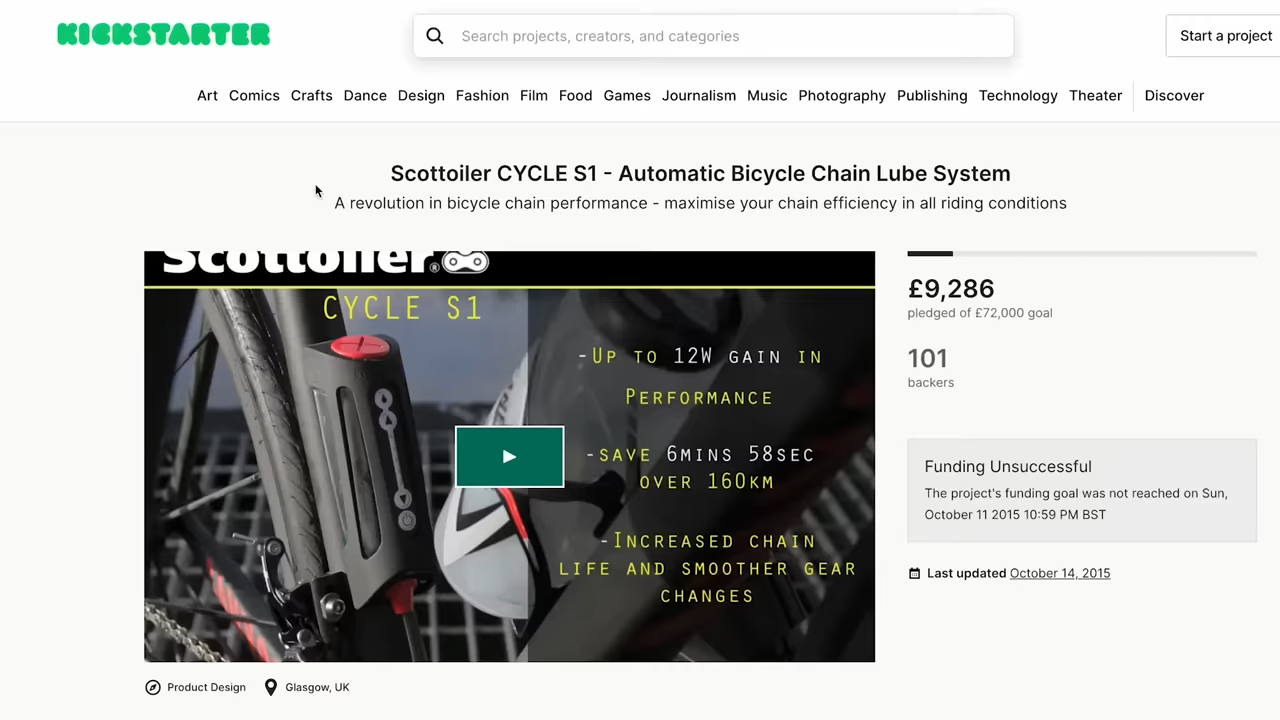 KICKSTARTER
Search projects, creators, and categories
Start a project
Art Comics Crafts Dance Design Fashion Film Food Games Journalism Music Photography Publishing Technology Theater Discover
Scottoiler CYCLE S1 - Automatic Bicycle Chain Lube System
A revolution in bicycle chain performance - maximise your chain efficiency in all riding conditions
Scottoiler®
CYCLE S1
-Up to 12W gain in
Performance
-save 6mins 58sec
over 160km
-Increased chain
life and smoother gear
changes
£9,286
pledged of £72,000 goal
101
backers
Funding Unsuccessful
The project's funding goal was not reached on Sun,
October 11 2015 10:59 PM BST
Last updated October 14, 2015
Product Design Glasgow, UK